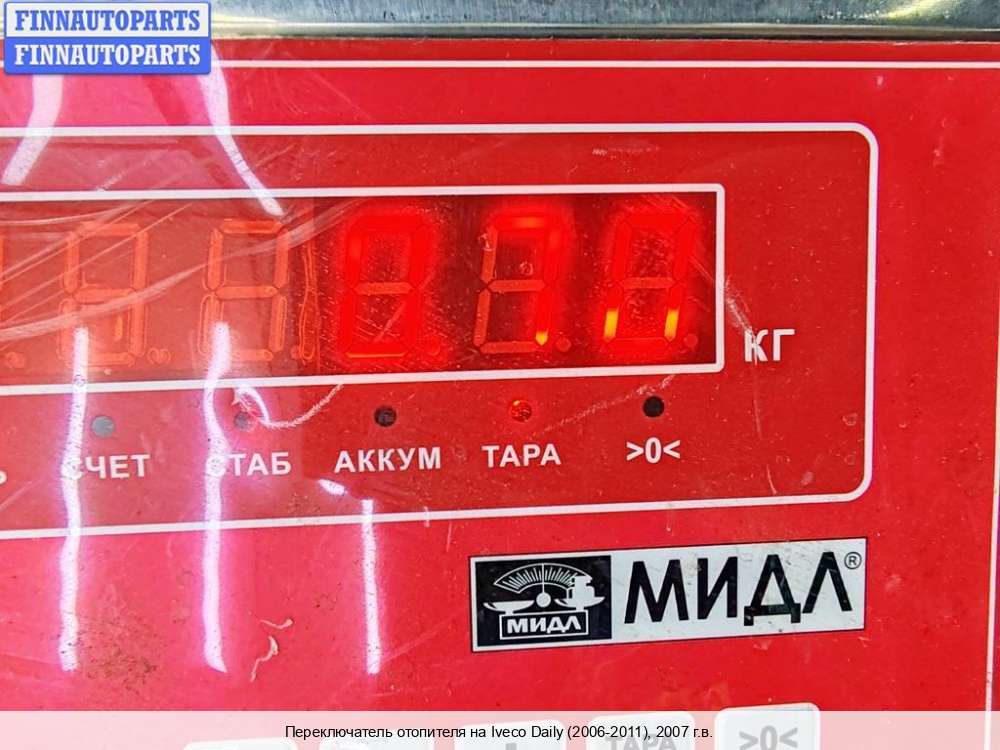 FINNAUTOPARTS
FINNAUTOPARTS
КГ
СЧЕТ СТАБ АККУМ ТАРА >0<
МИДЛ МИДЛ®
ТАРА >0<
Переключатель отопителя на Iveco Daily (2006-2011), 2007 г.в.